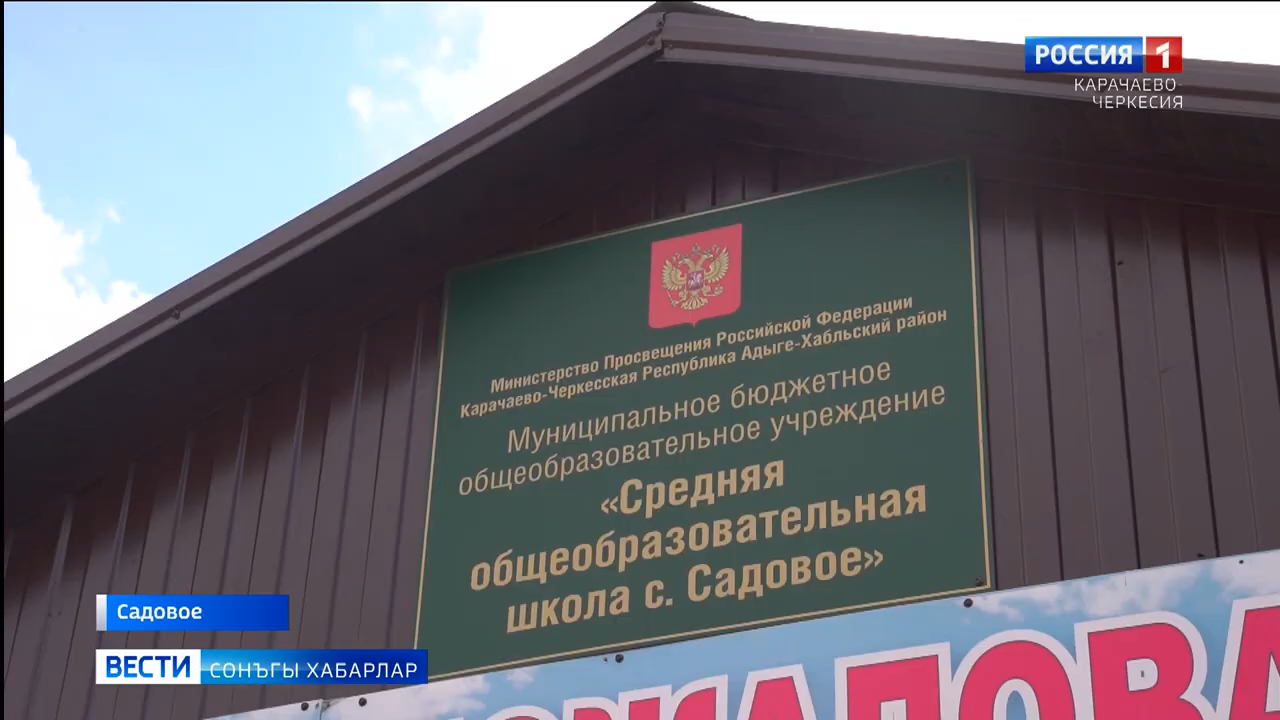 РОССИЯ 1
КАРАЧАЕВО-
ЧЕРКЕСИЯ
Министерство Просвещения Российской Федерации
Карачаево-Черкесская Республика Адыге-Хабльский район
Муниципальное бюджетное
общеобразовательное учреждение
«Средняя
общеобразовательная
школа с. Садовое»
Садовое
ВЕСТИ СОНЪГЫ ХАБАРЛАР